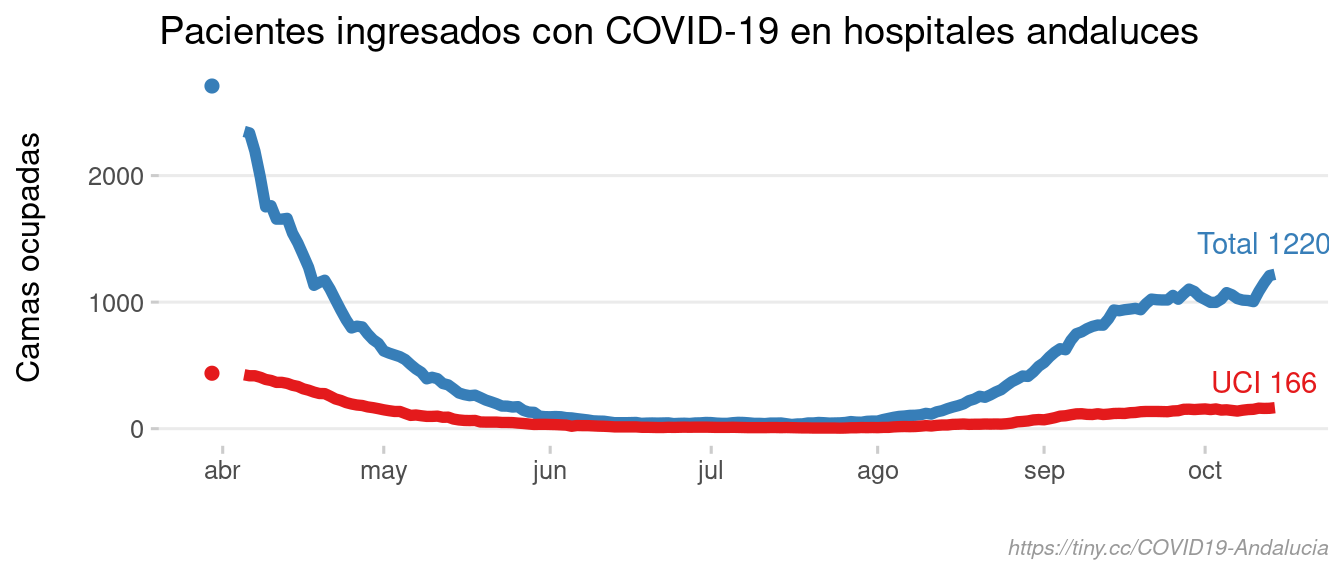 Pacientes ingresados con COVID-19 en hospitales andaluces
Camas ocupadas
2000
1000
0
Total 1220
UCI 166
abr may jun jul ago sep oct
https://tiny.cc/COVID19-Andalucia